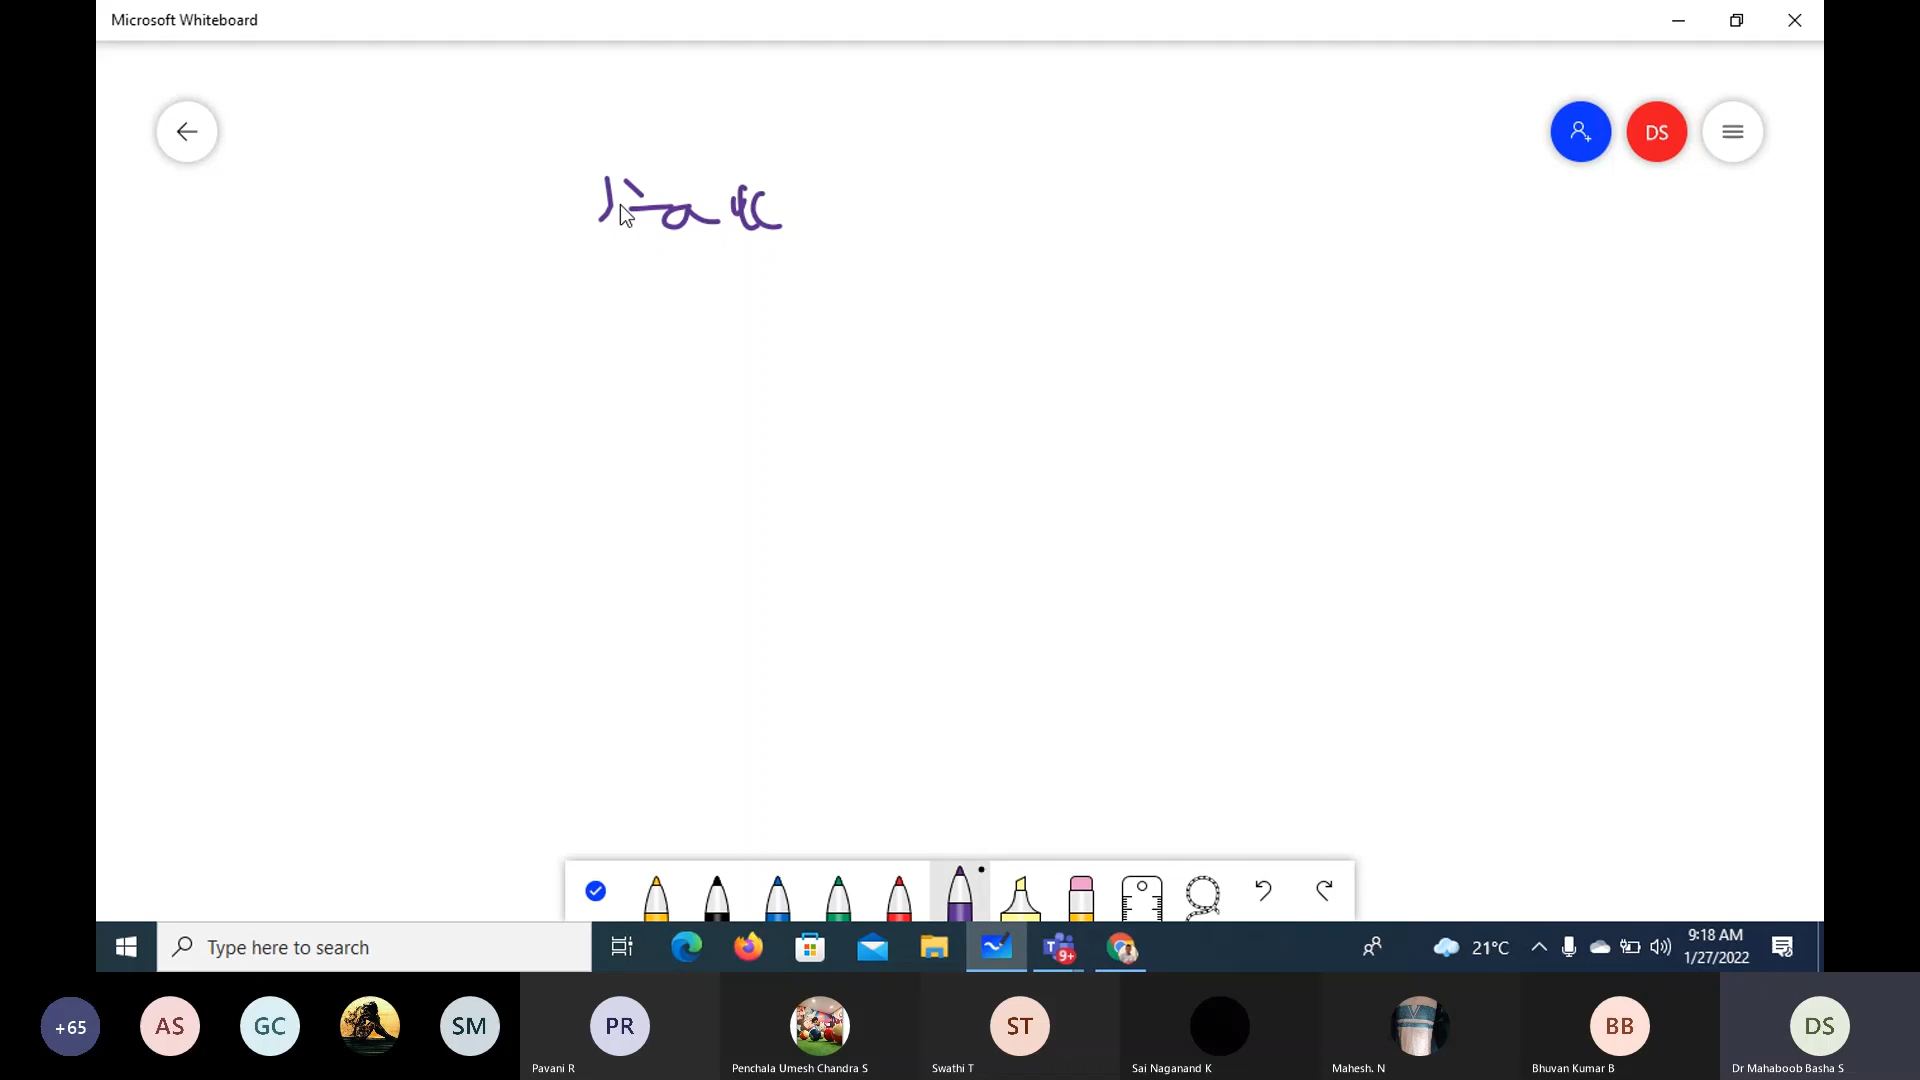 Microsoft Whiteboard
DS
Type here to search
9+
21°C
9:18 AM
1/27/2022
+65
AS
GC
SM
PR
ST
BB
DS
Pavani R
Penchala Umesh Chandra S
Swathi T
Sai Naganand K
Mahesh. N
Bhuvan Kumar B
Dr Mahaboob Basha S